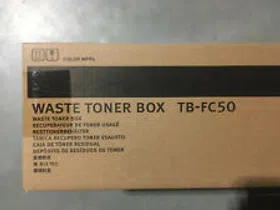 COLOR MFPs
WASTE TONER BOX TB-FC50
WASTE TONER BOX
RÉCUPÉRATEUR DE TONER USAGÉ
RESTTONERBEHÄLTER
TANICA RECUPERO TONER ESAUSTO
CAJA DE TÓNER RESIDUAL
DEPÓSITO DE RESÍDUOS DE TONER